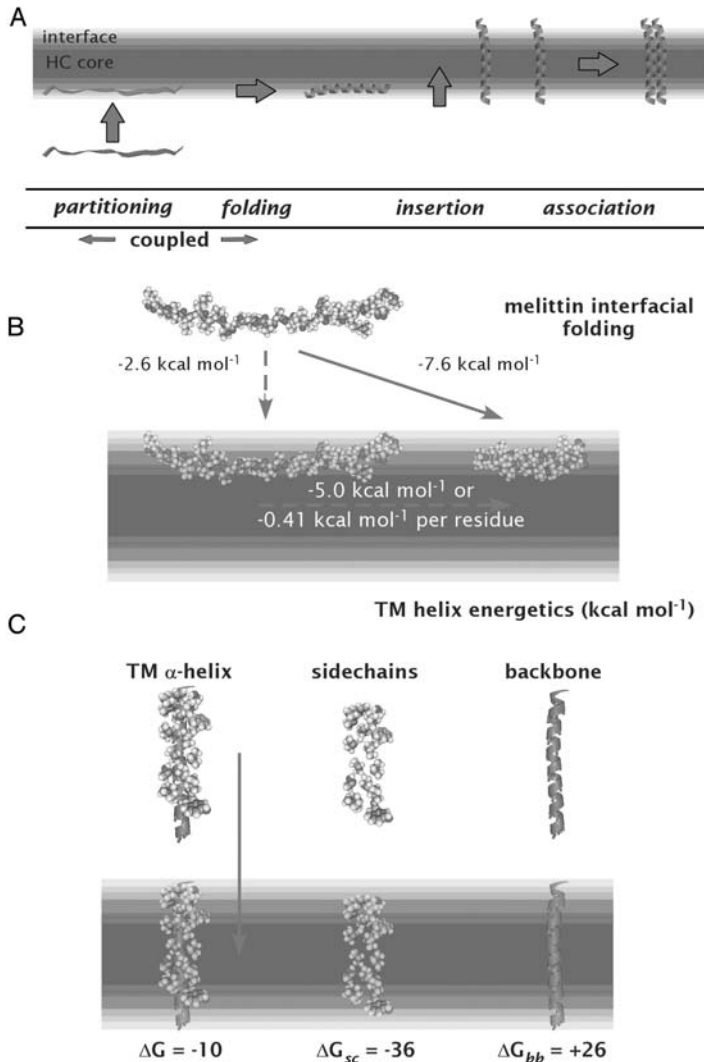 A
interface
HC core
partitioning folding insertion association
coupled
B
melittin interfacial
folding
-2.6 kcal mol⁻¹ -7.6 kcal mol⁻¹
-5.0 kcal mol⁻¹ or
-0.41 kcal mol⁻¹ per residue
TM helix energetics (kcal mol⁻¹)
C
TM α-helix sidechains backbone
ΔG = -10 ΔGsc = -36 ΔGbb = +26